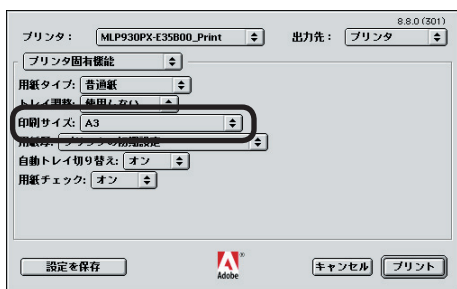 8.8.0 (301)
プリンタ： MLP930PX-E35B00_Print 出力先： プリンタ
プリンタ固有機能
用紙タイプ： 普通紙
トレイ調整： 使用しない
印刷サイズ： A3
用紙厚： プリンタの初期設定
自動トレイ切り替え： オン
用紙チェック： オン
設定を保存 Adobe キャンセル プリント